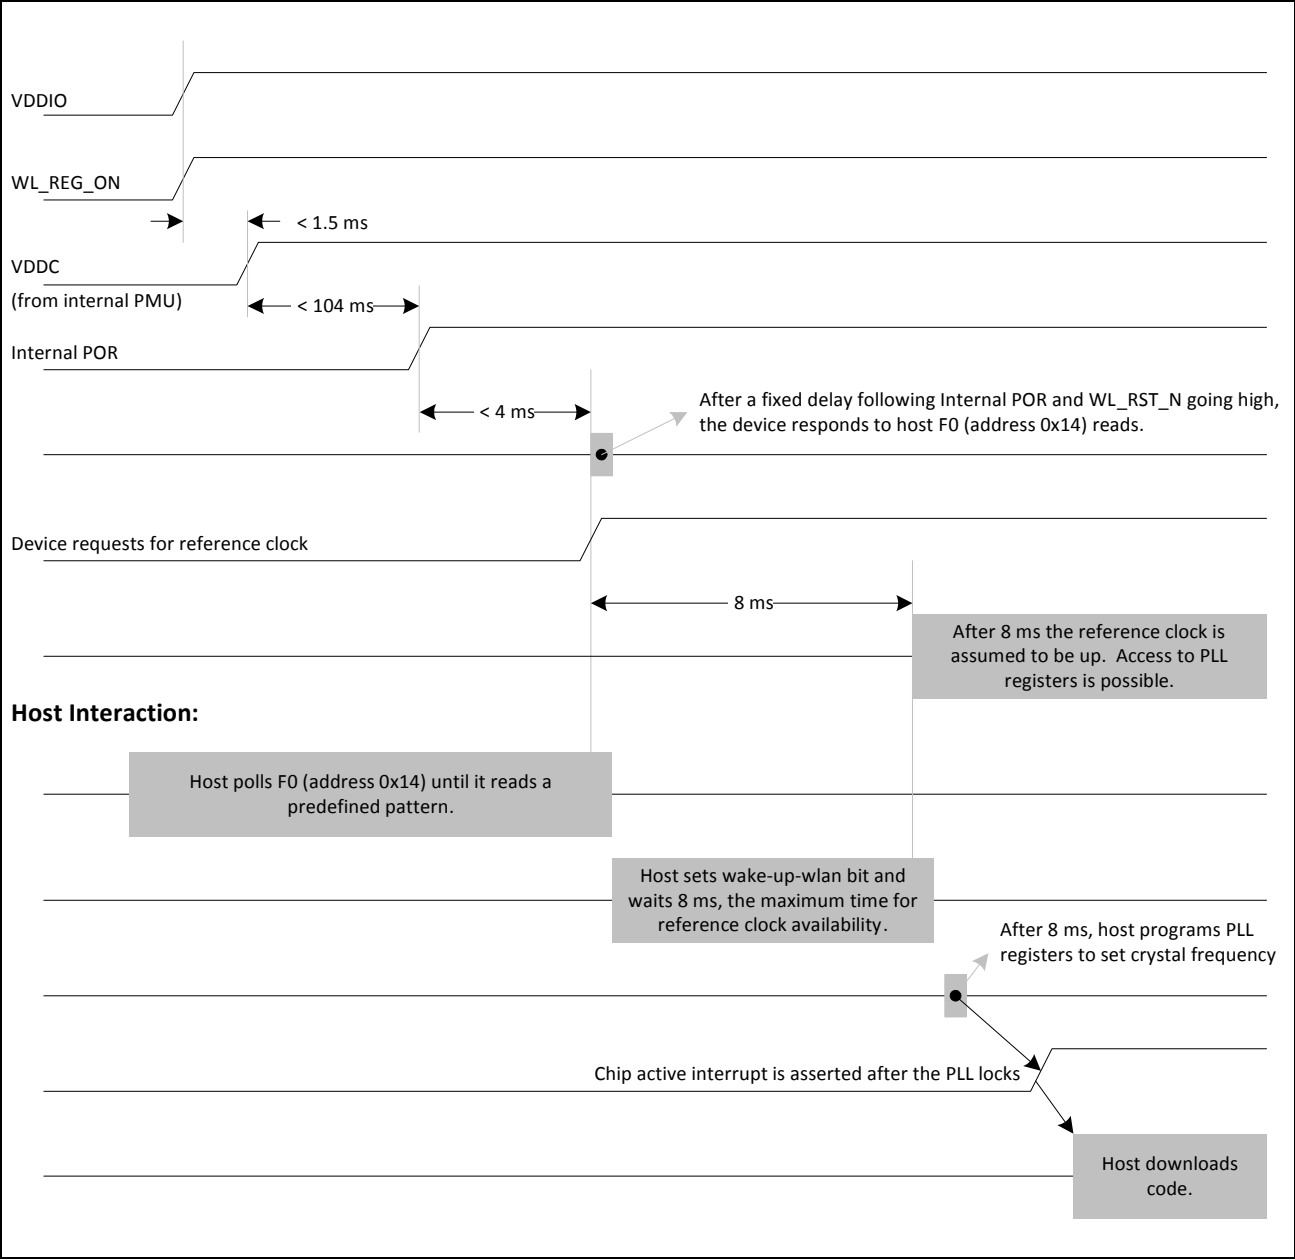 VDDIO
WL_REG_ON
< 1.5 ms
VDDC
(from internal PMU)
< 104 ms
Internal POR
< 4 ms
After a fixed delay following Internal POR and WL_RST_N going high,
the device responds to host F0 (address 0x14) reads.
Device requests for reference clock
8 ms
After 8 ms the reference clock is
assumed to be up. Access to PLL
registers is possible.
Host Interaction:
Host polls F0 (address 0x14) until it reads a
predefined pattern.
Host sets wake-up-wlan bit and
waits 8 ms, the maximum time for
reference clock availability.
After 8 ms, host programs PLL
registers to set crystal frequency
Chip active interrupt is asserted after the PLL locks
Host downloads
code.